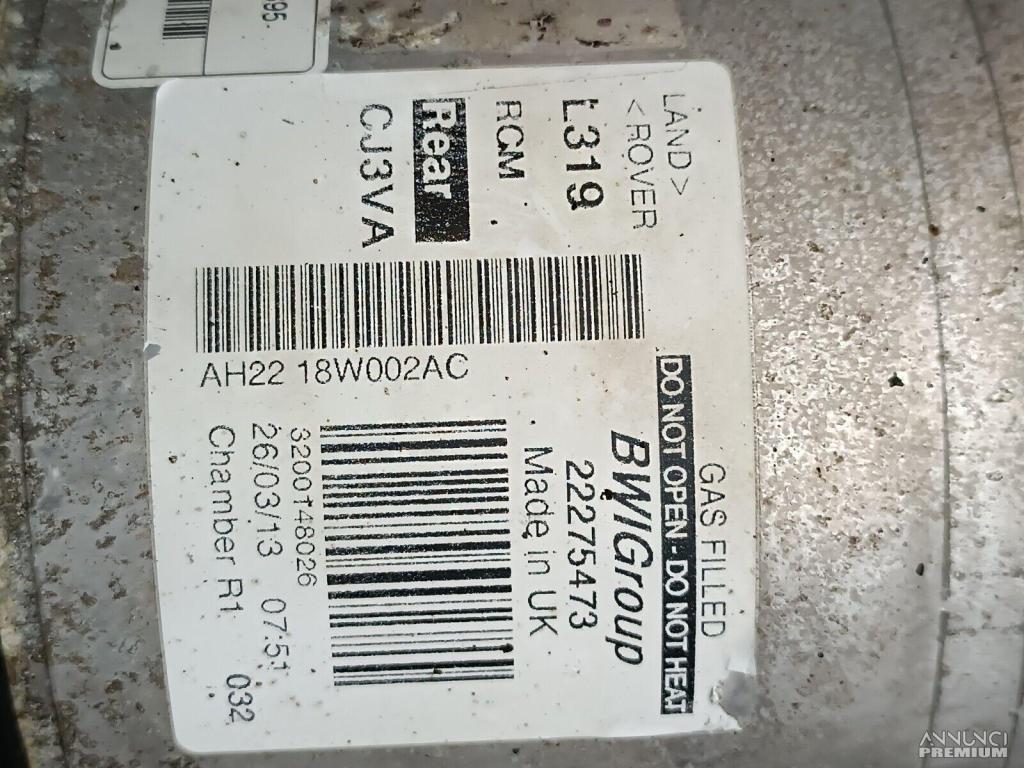 95
LAND>
<ROVER
L319
RCM
Rear
CJ3VA
AH22 18W002AC
GAS FILLED
DO NOT OPEN - DO NOT HEAT
BWIGroup
22275473
Made in UK
3200148026
26/03/13 07:51
Chamber R1 032
ANNUNCI
PREMIUM